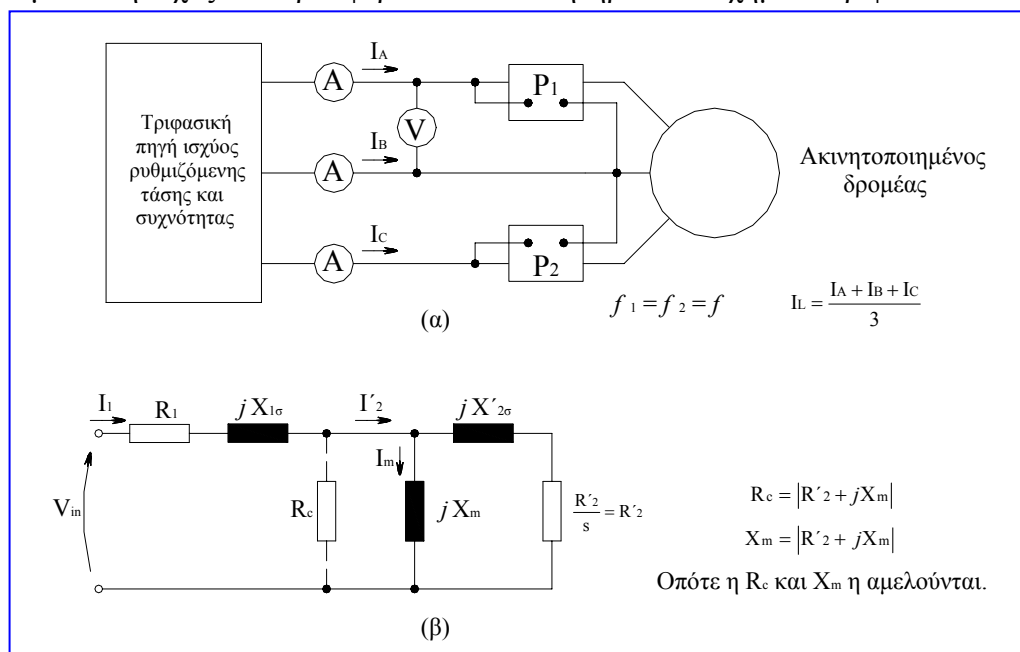 Τριφασική
πηγή ισχύος
ρυθμιζόμενης
τάσης και
συχνότητας
A
IA
V
P1
A
IB
A
IC
P2
Ακινητοποιημένος
δρομέας
f1 = f2 = f
IL = (IA + IB + IC) / 3
(α)
I1
R1
jX1σ
I´2
jX´2σ
Im
Vin
Rc
jXm
R´2/s = R´2
Rc = |R´2 + jXm|
Xm = |R´2 + jXm|
Οπότε η Rc και Xm η αμελούνται.
(β)